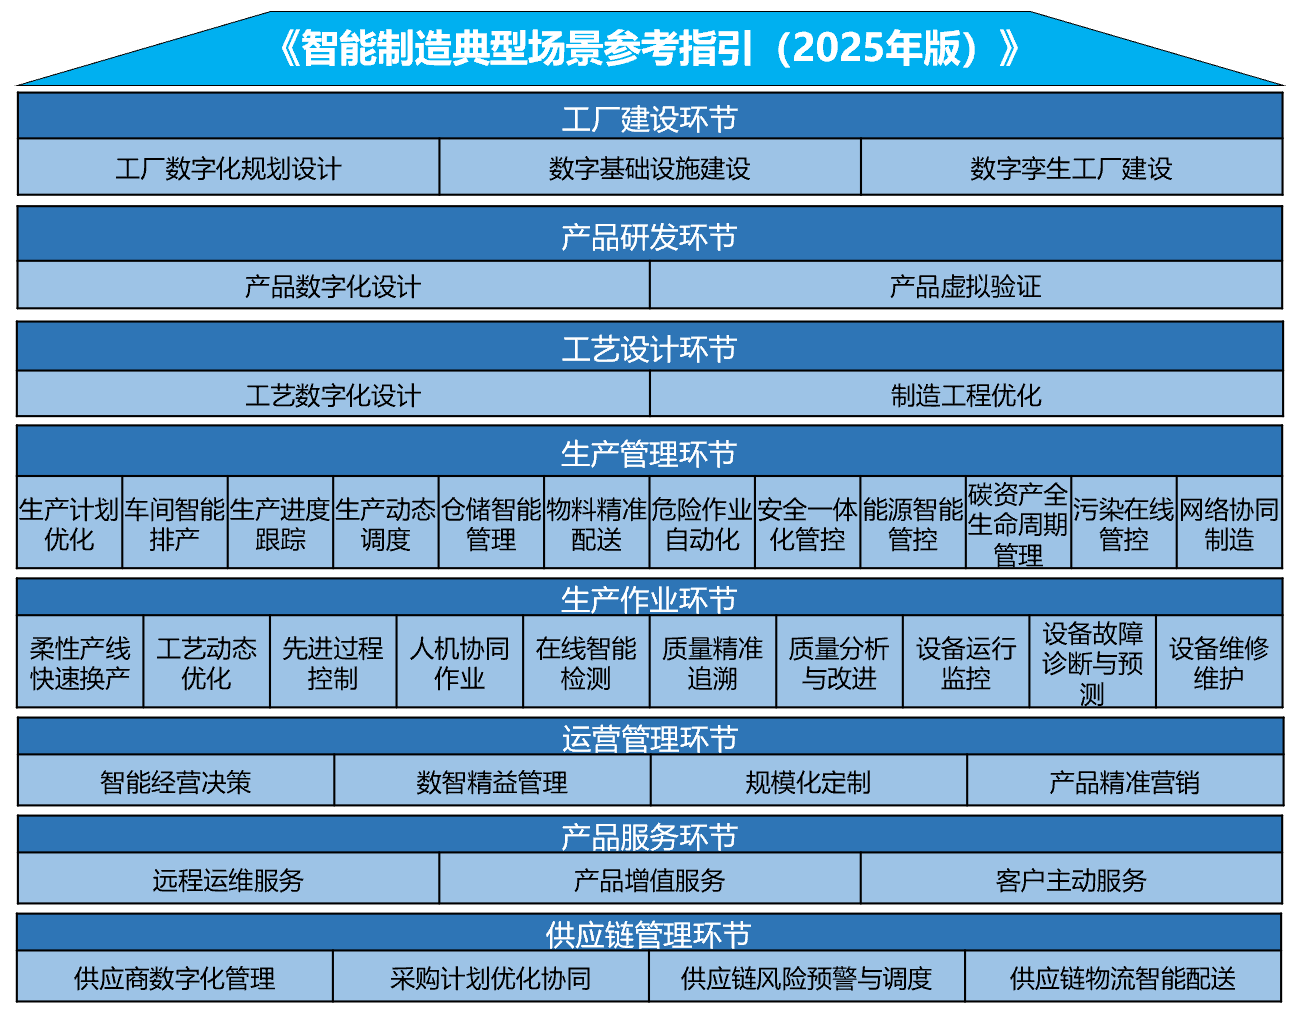 《智能制造典型场景参考指引（2025年版）》
工厂建设环节
工厂数字化规划设计
数字基础设施建设
数字孪生工厂建设
产品研发环节
产品数字化设计
产品虚拟验证
工艺设计环节
工艺数字化设计
制造工程优化
生产管理环节
生产计划
优化
车间智能
排产
生产进度
跟踪
生产动态
调度
仓储智能
管理
物料精准
配送
危险作业
自动化
安全一体
化管控
能源智能
管控
碳资产全
生命周期
管理
污染在线
管控
网络协同
制造
生产作业环节
柔性产线
快速换产
工艺动态
优化
先进过程
控制
人机协同
作业
在线智能
检测
质量精准
追溯
质量分析
与改进
设备运行
监控
设备故障
诊断与预
测
设备维修
维护
运营管理环节
智能经营决策
数智精益管理
规模化定制
产品精准营销
产品服务环节
远程运维服务
产品增值服务
客户主动服务
供应链管理环节
供应商数字化管理
采购计划优化协同
供应链风险预警与调度
供应链物流智能配送